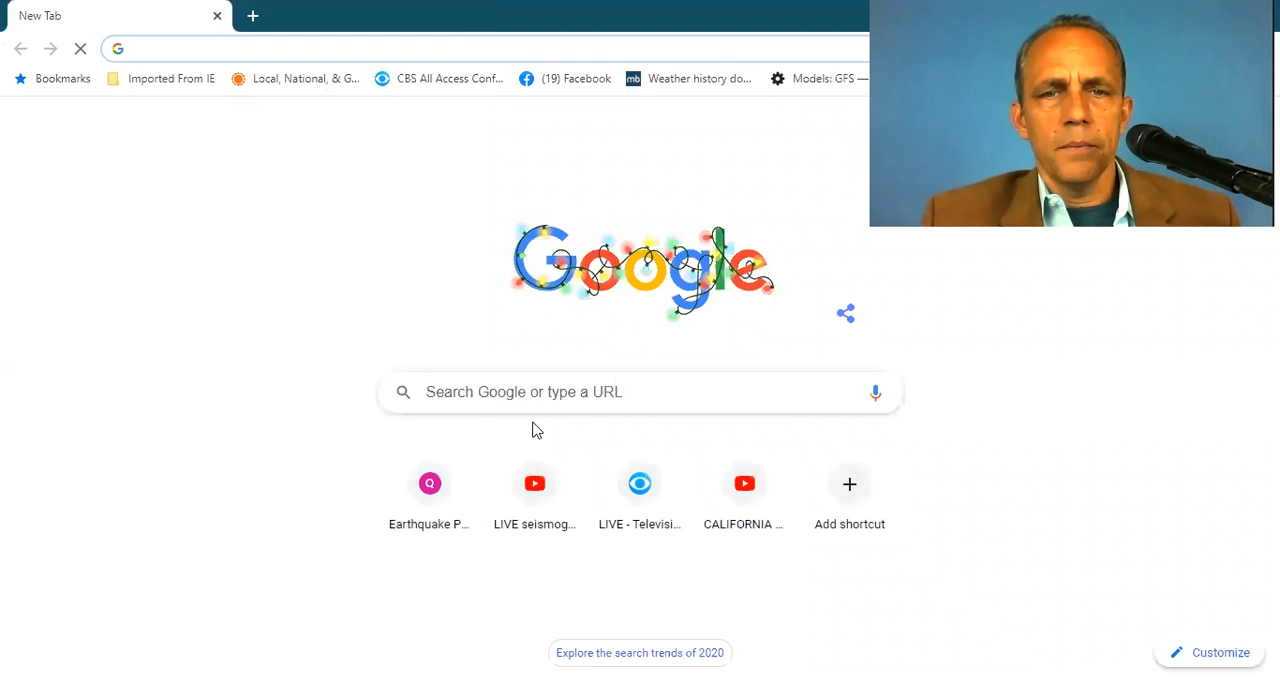 New Tab
Bookmarks
Imported From IE
Local, National, & G...
CBS All Access Conf...
(19) Facebook
mb
Weather history do...
Models: GFS —
Google
Search Google or type a URL
Q
Earthquake P...
LIVE seismog...
LIVE - Televisi...
CALIFORNIA ...
Add shortcut
Explore the search trends of 2020
Customize